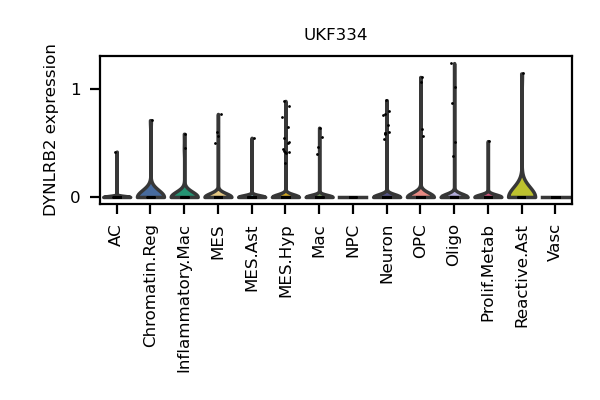 UKF334
DYNLRB2 expression
1
0
AC
Chromatin.Reg
Inflammatory.Mac
MES
MES.Ast
MES.Hyp
Mac
NPC
Neuron
OPC
Oligo
Prolif.Metab
Reactive.Ast
Vasc